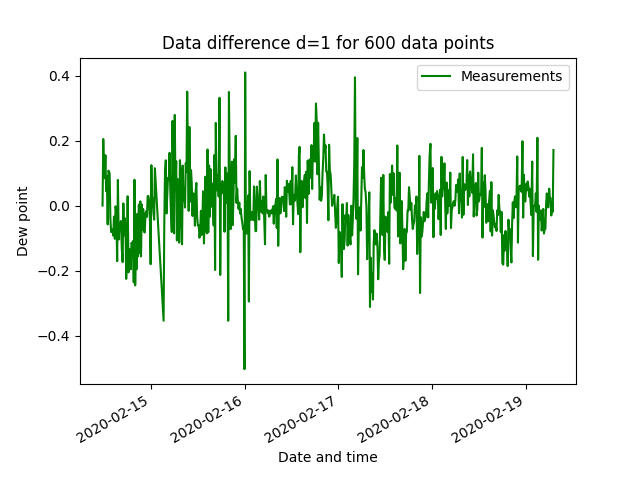 Data difference d=1 for 600 data points
Measurements
0.4
0.2
0.0
−0.2
−0.4
Dew point
2020-02-15
2020-02-16
2020-02-17
2020-02-18
2020-02-19
Date and time